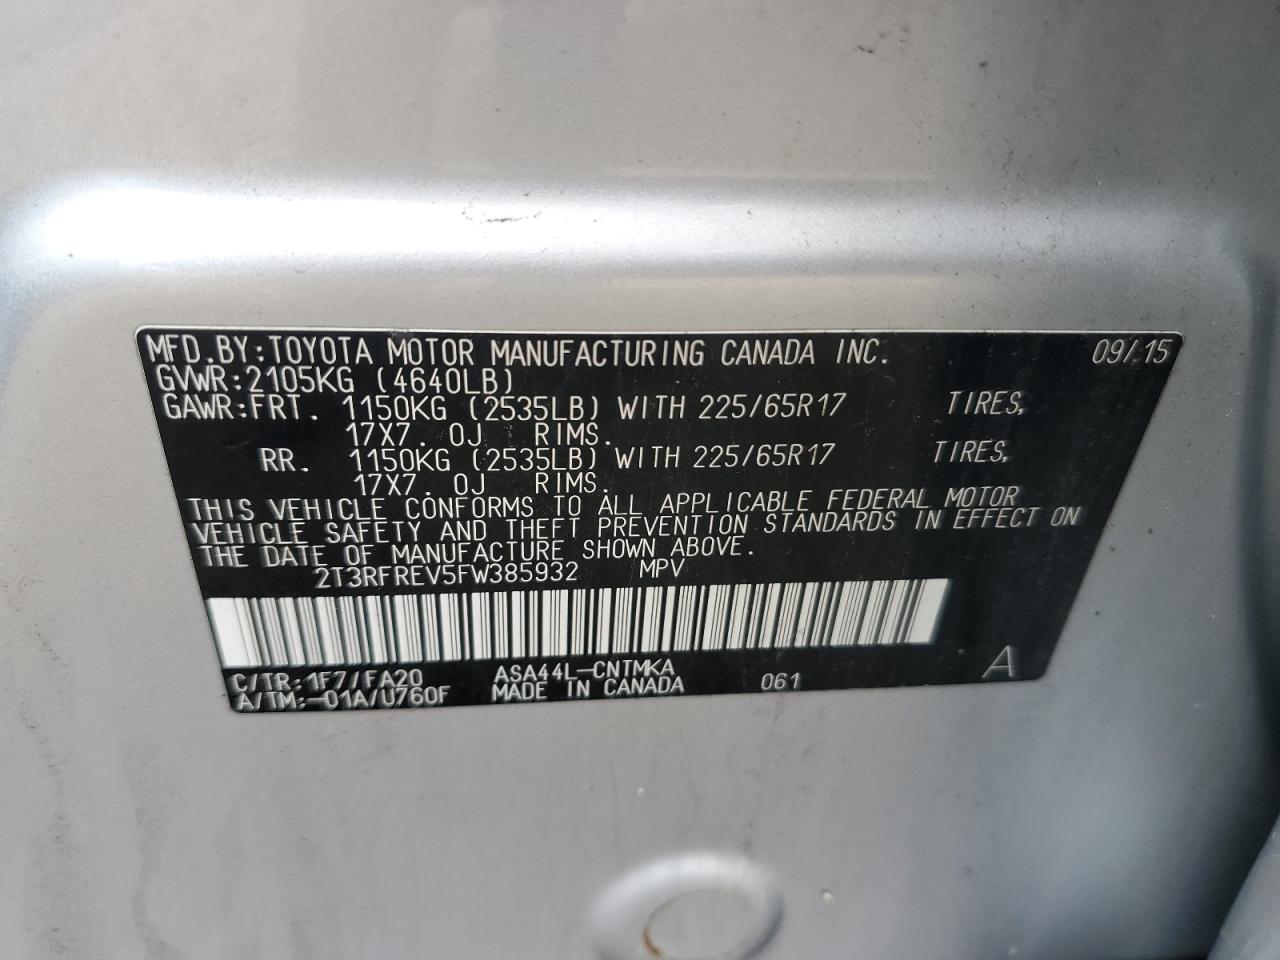 MFD.BY:TOYOTA MOTOR MANUFACTURING CANADA INC. 09/15
GVWR:2105KG (4640LB)
GAWR:FRT. 1150KG (2535LB) WITH 225/65R17 TIRES,
17X7.0J RIMS.
RR. 1150KG (2535LB) WITH 225/65R17 TIRES,
17X7.0J RIMS.
THIS VEHICLE CONFORMS TO ALL APPLICABLE FEDERAL MOTOR
VEHICLE SAFETY AND THEFT PREVENTION STANDARDS IN EFFECT ON
THE DATE OF MANUFACTURE SHOWN ABOVE.
2T3RFREV5FW385932 MPV
C/TR:1F7/FA20 ASA44L-CNTMKA 061 A
A/TM:-01A/U760F MADE IN CANADA